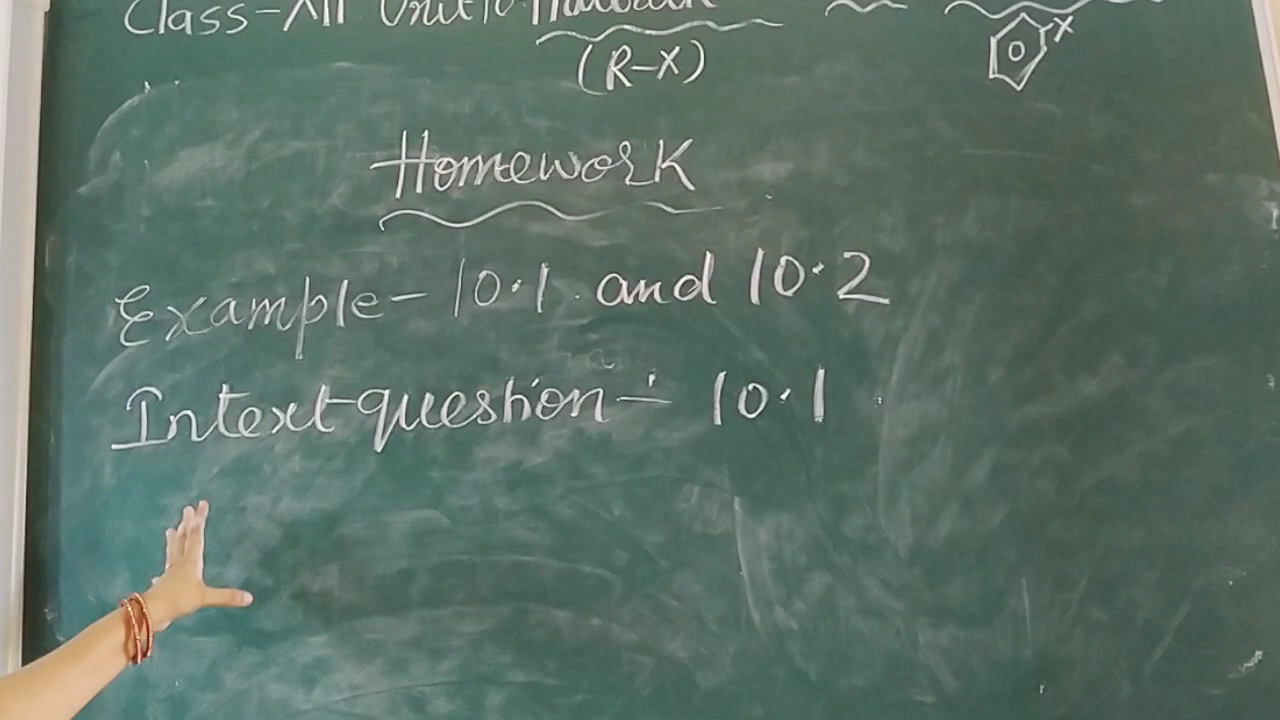 Class-XII Unit 10
(R-X)
X
Homework
Example - 10.1. and 10.2
Intext question - 10.1